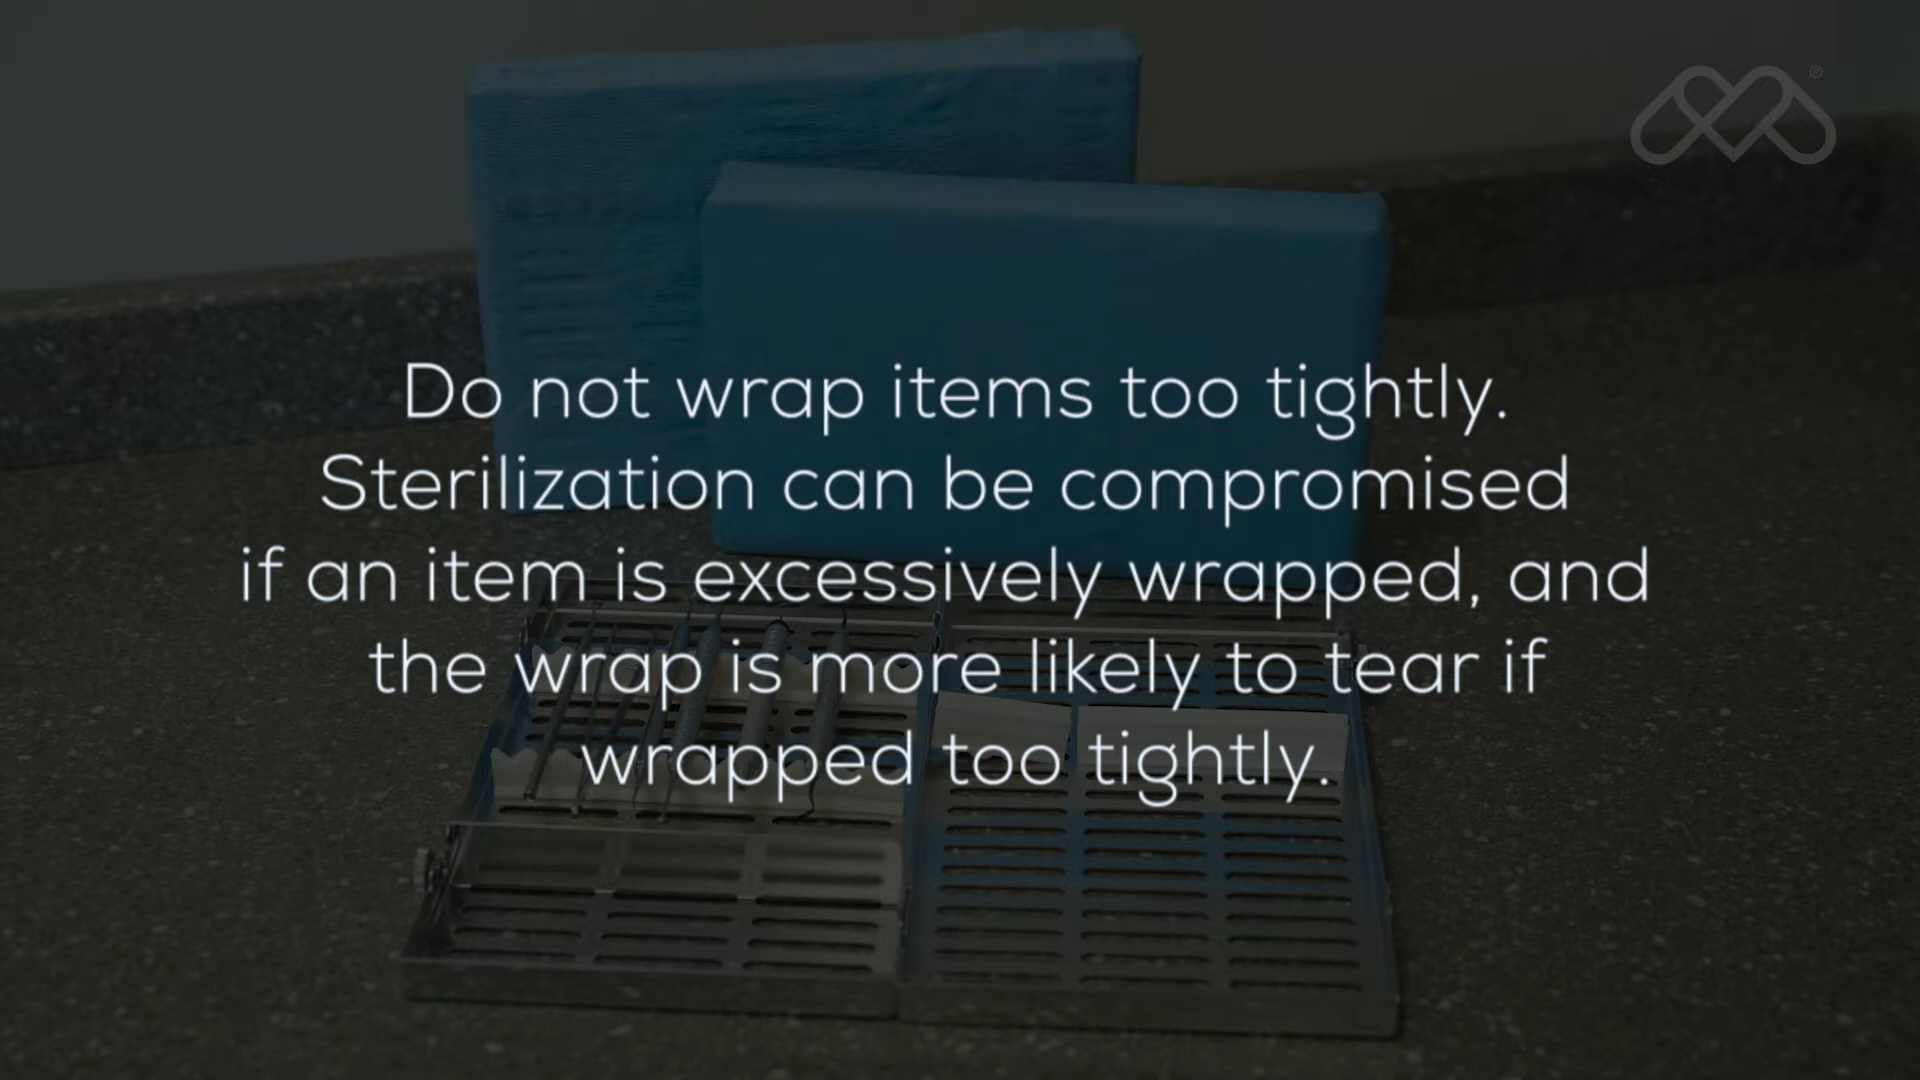 Do not wrap items too tightly.
Sterilization can be compromised
if an item is excessively wrapped, and
the wrap is more likely to tear if
wrapped too tightly.